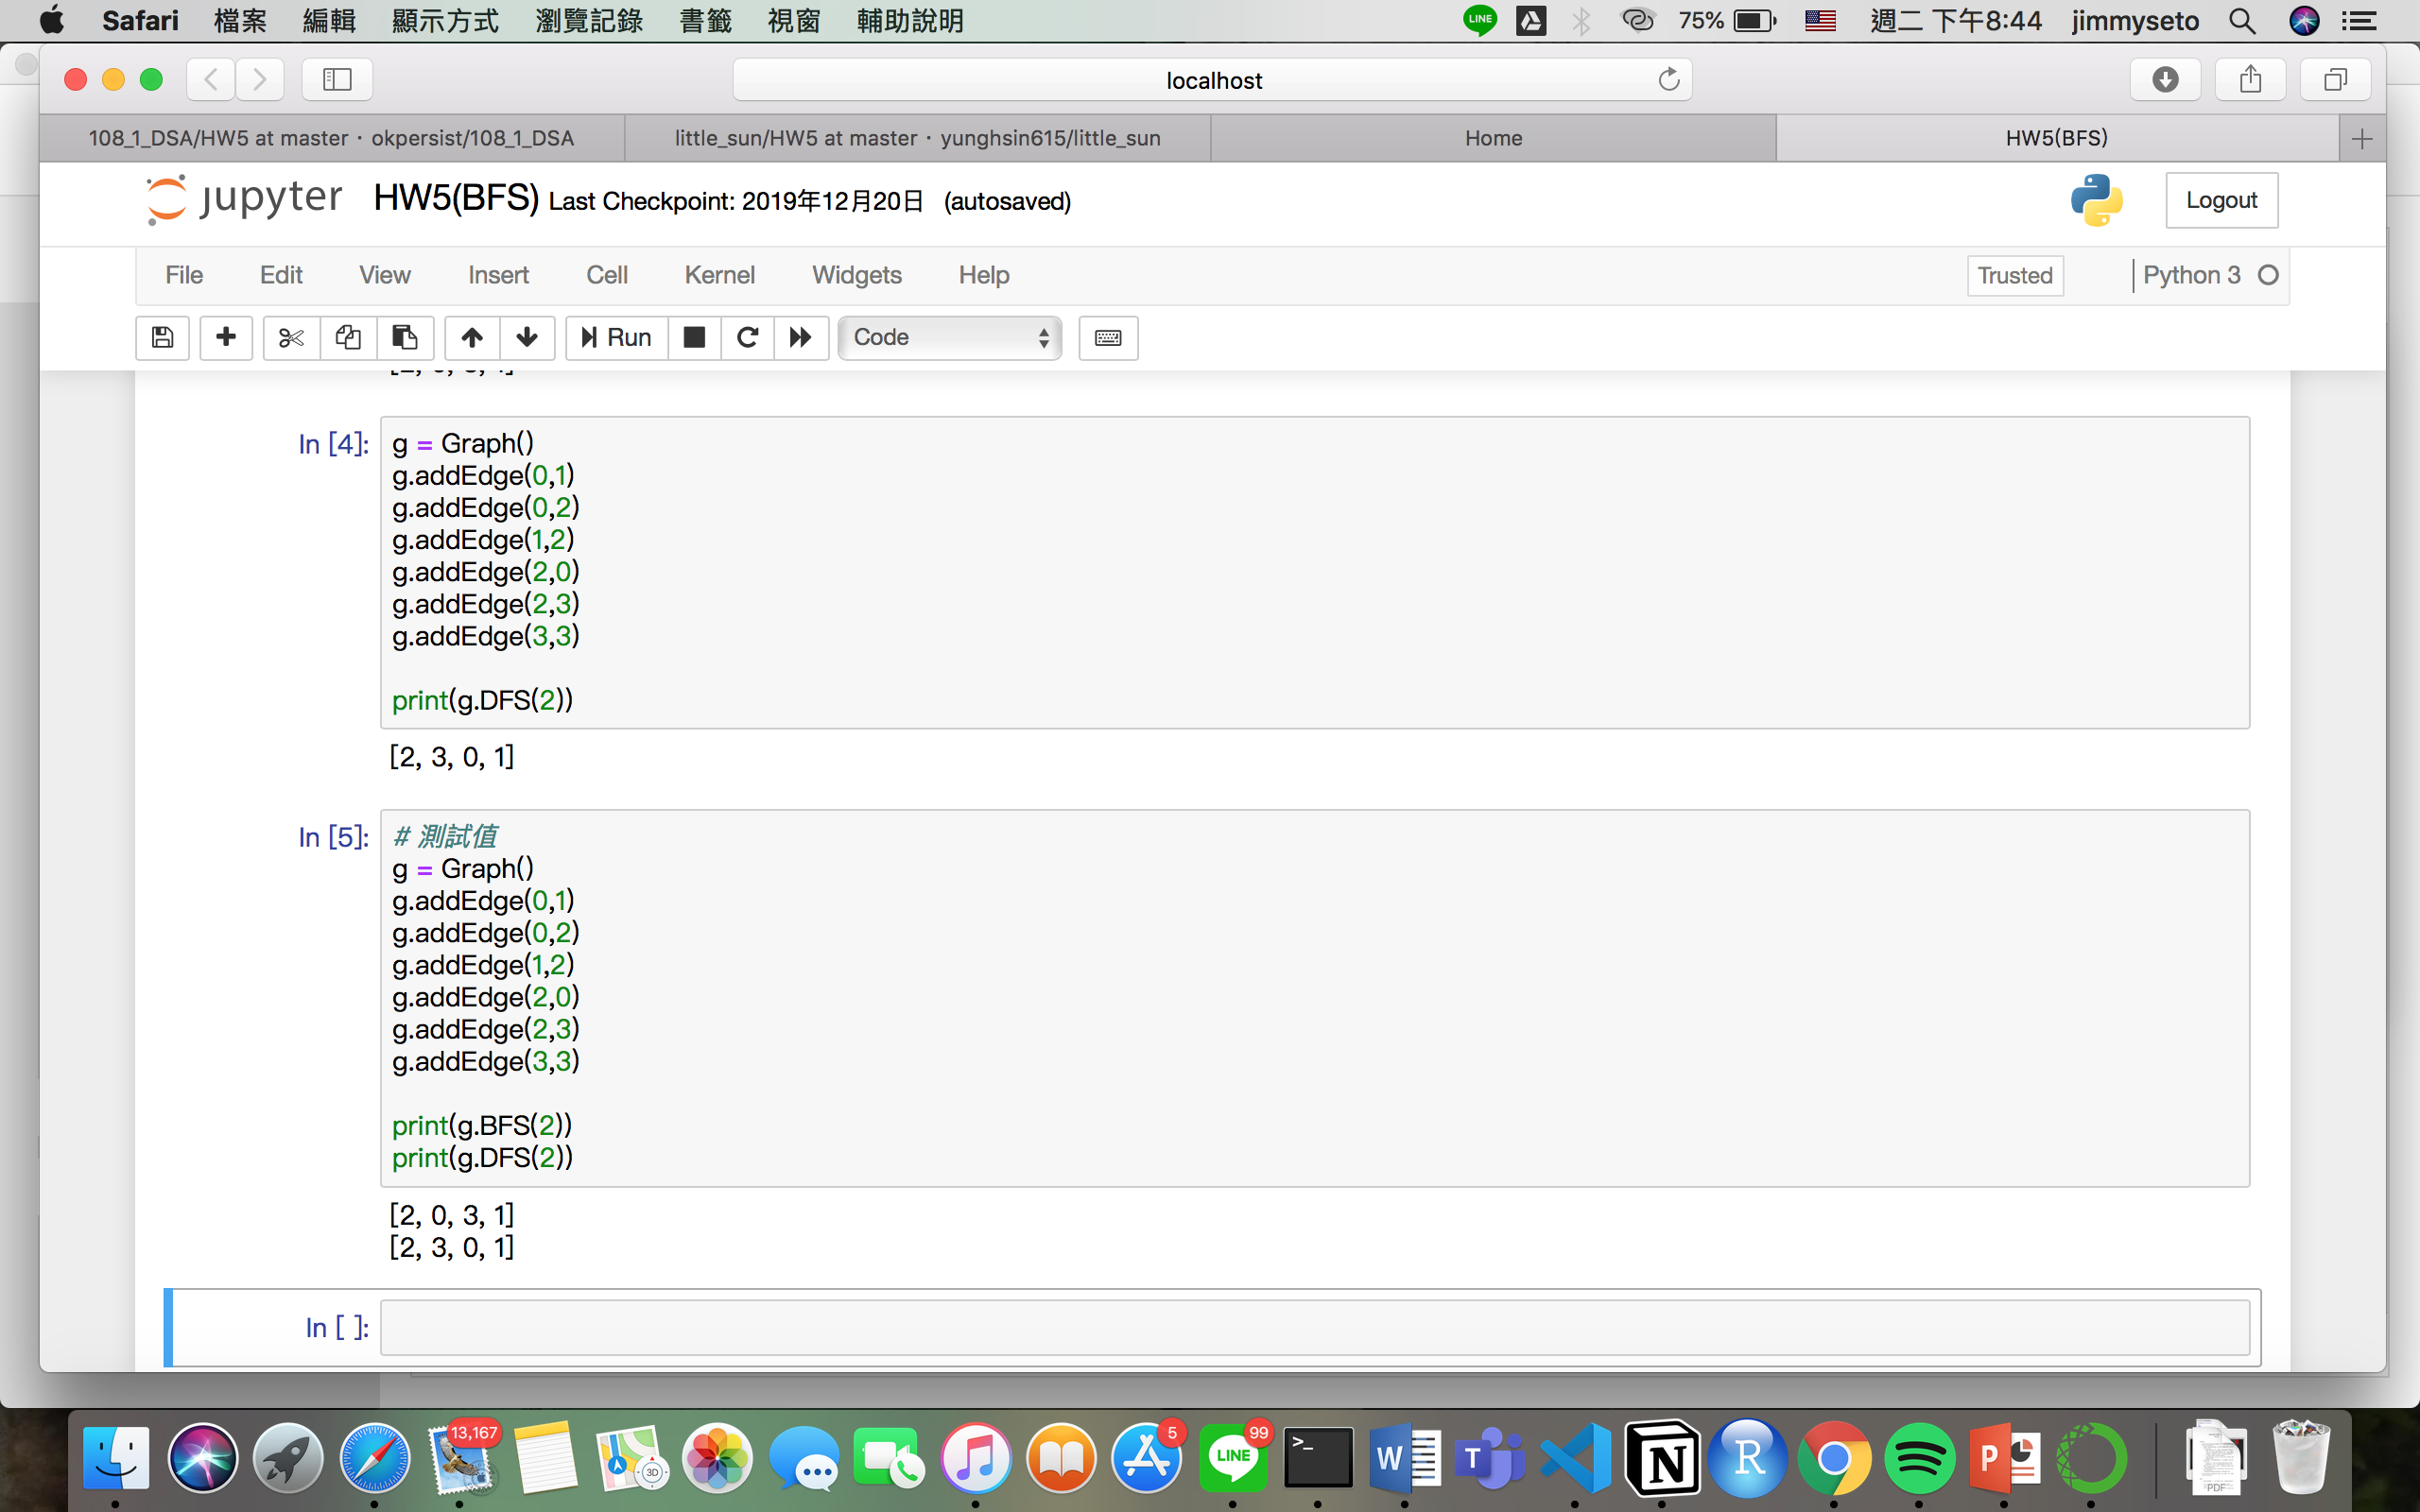 Safari 檔案 編輯 顯示方式 瀏覽記錄 書籤 視窗 輔助說明 LINE 75% 週二 下午8:44 jimmyseto
localhost
108_1_DSA/HW5 at master · okpersist/108_1_DSA little_sun/HW5 at master · yunghsin615/little_sun Home HW5(BFS)
jupyter HW5(BFS) Last Checkpoint: 2019年12月20日 (autosaved) Logout
File Edit View Insert Cell Kernel Widgets Help Trusted Python 3
Run Code
In [4]: g = Graph()
g.addEdge(0,1)
g.addEdge(0,2)
g.addEdge(1,2)
g.addEdge(2,0)
g.addEdge(2,3)
g.addEdge(3,3)
print(g.DFS(2))
[2, 3, 0, 1]
In [5]: # 測試值
g = Graph()
g.addEdge(0,1)
g.addEdge(0,2)
g.addEdge(1,2)
g.addEdge(2,0)
g.addEdge(2,3)
g.addEdge(3,3)
print(g.BFS(2))
print(g.DFS(2))
[2, 0, 3, 1]
[2, 3, 0, 1]
In [ ]:
13,167 3D 5 LINE 99 >_ W T N R P PDF